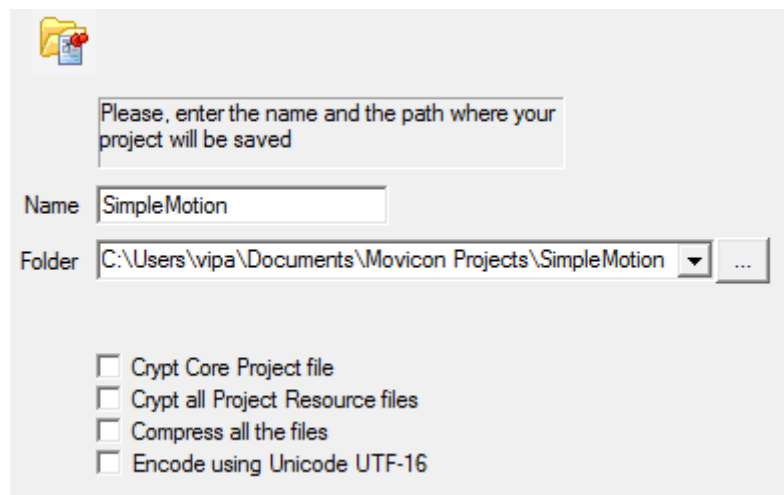 Please, enter the name and the path where your
project will be saved
Name SimpleMotion
Folder C:\Users\vipa\Documents\Movicon Projects\SimpleMotion ...
Crypt Core Project file
Crypt all Project Resource files
Compress all the files
Encode using Unicode UTF-16